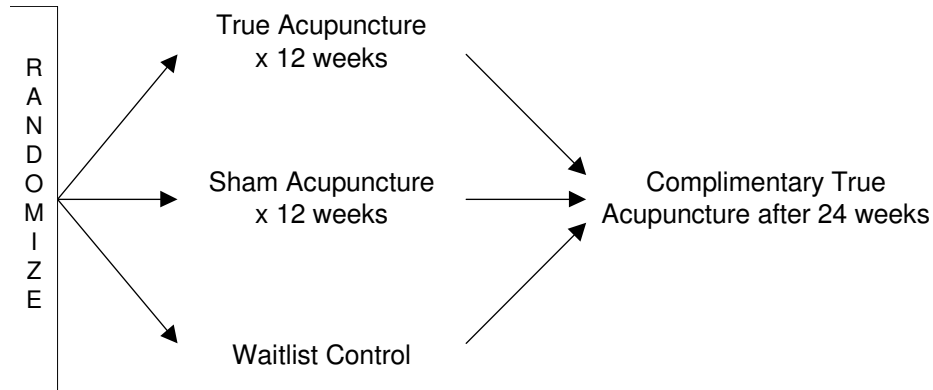 RANDOMIZE
True Acupuncture
x 12 weeks
Sham Acupuncture
x 12 weeks
Waitlist Control
Complimentary True
Acupuncture after 24 weeks